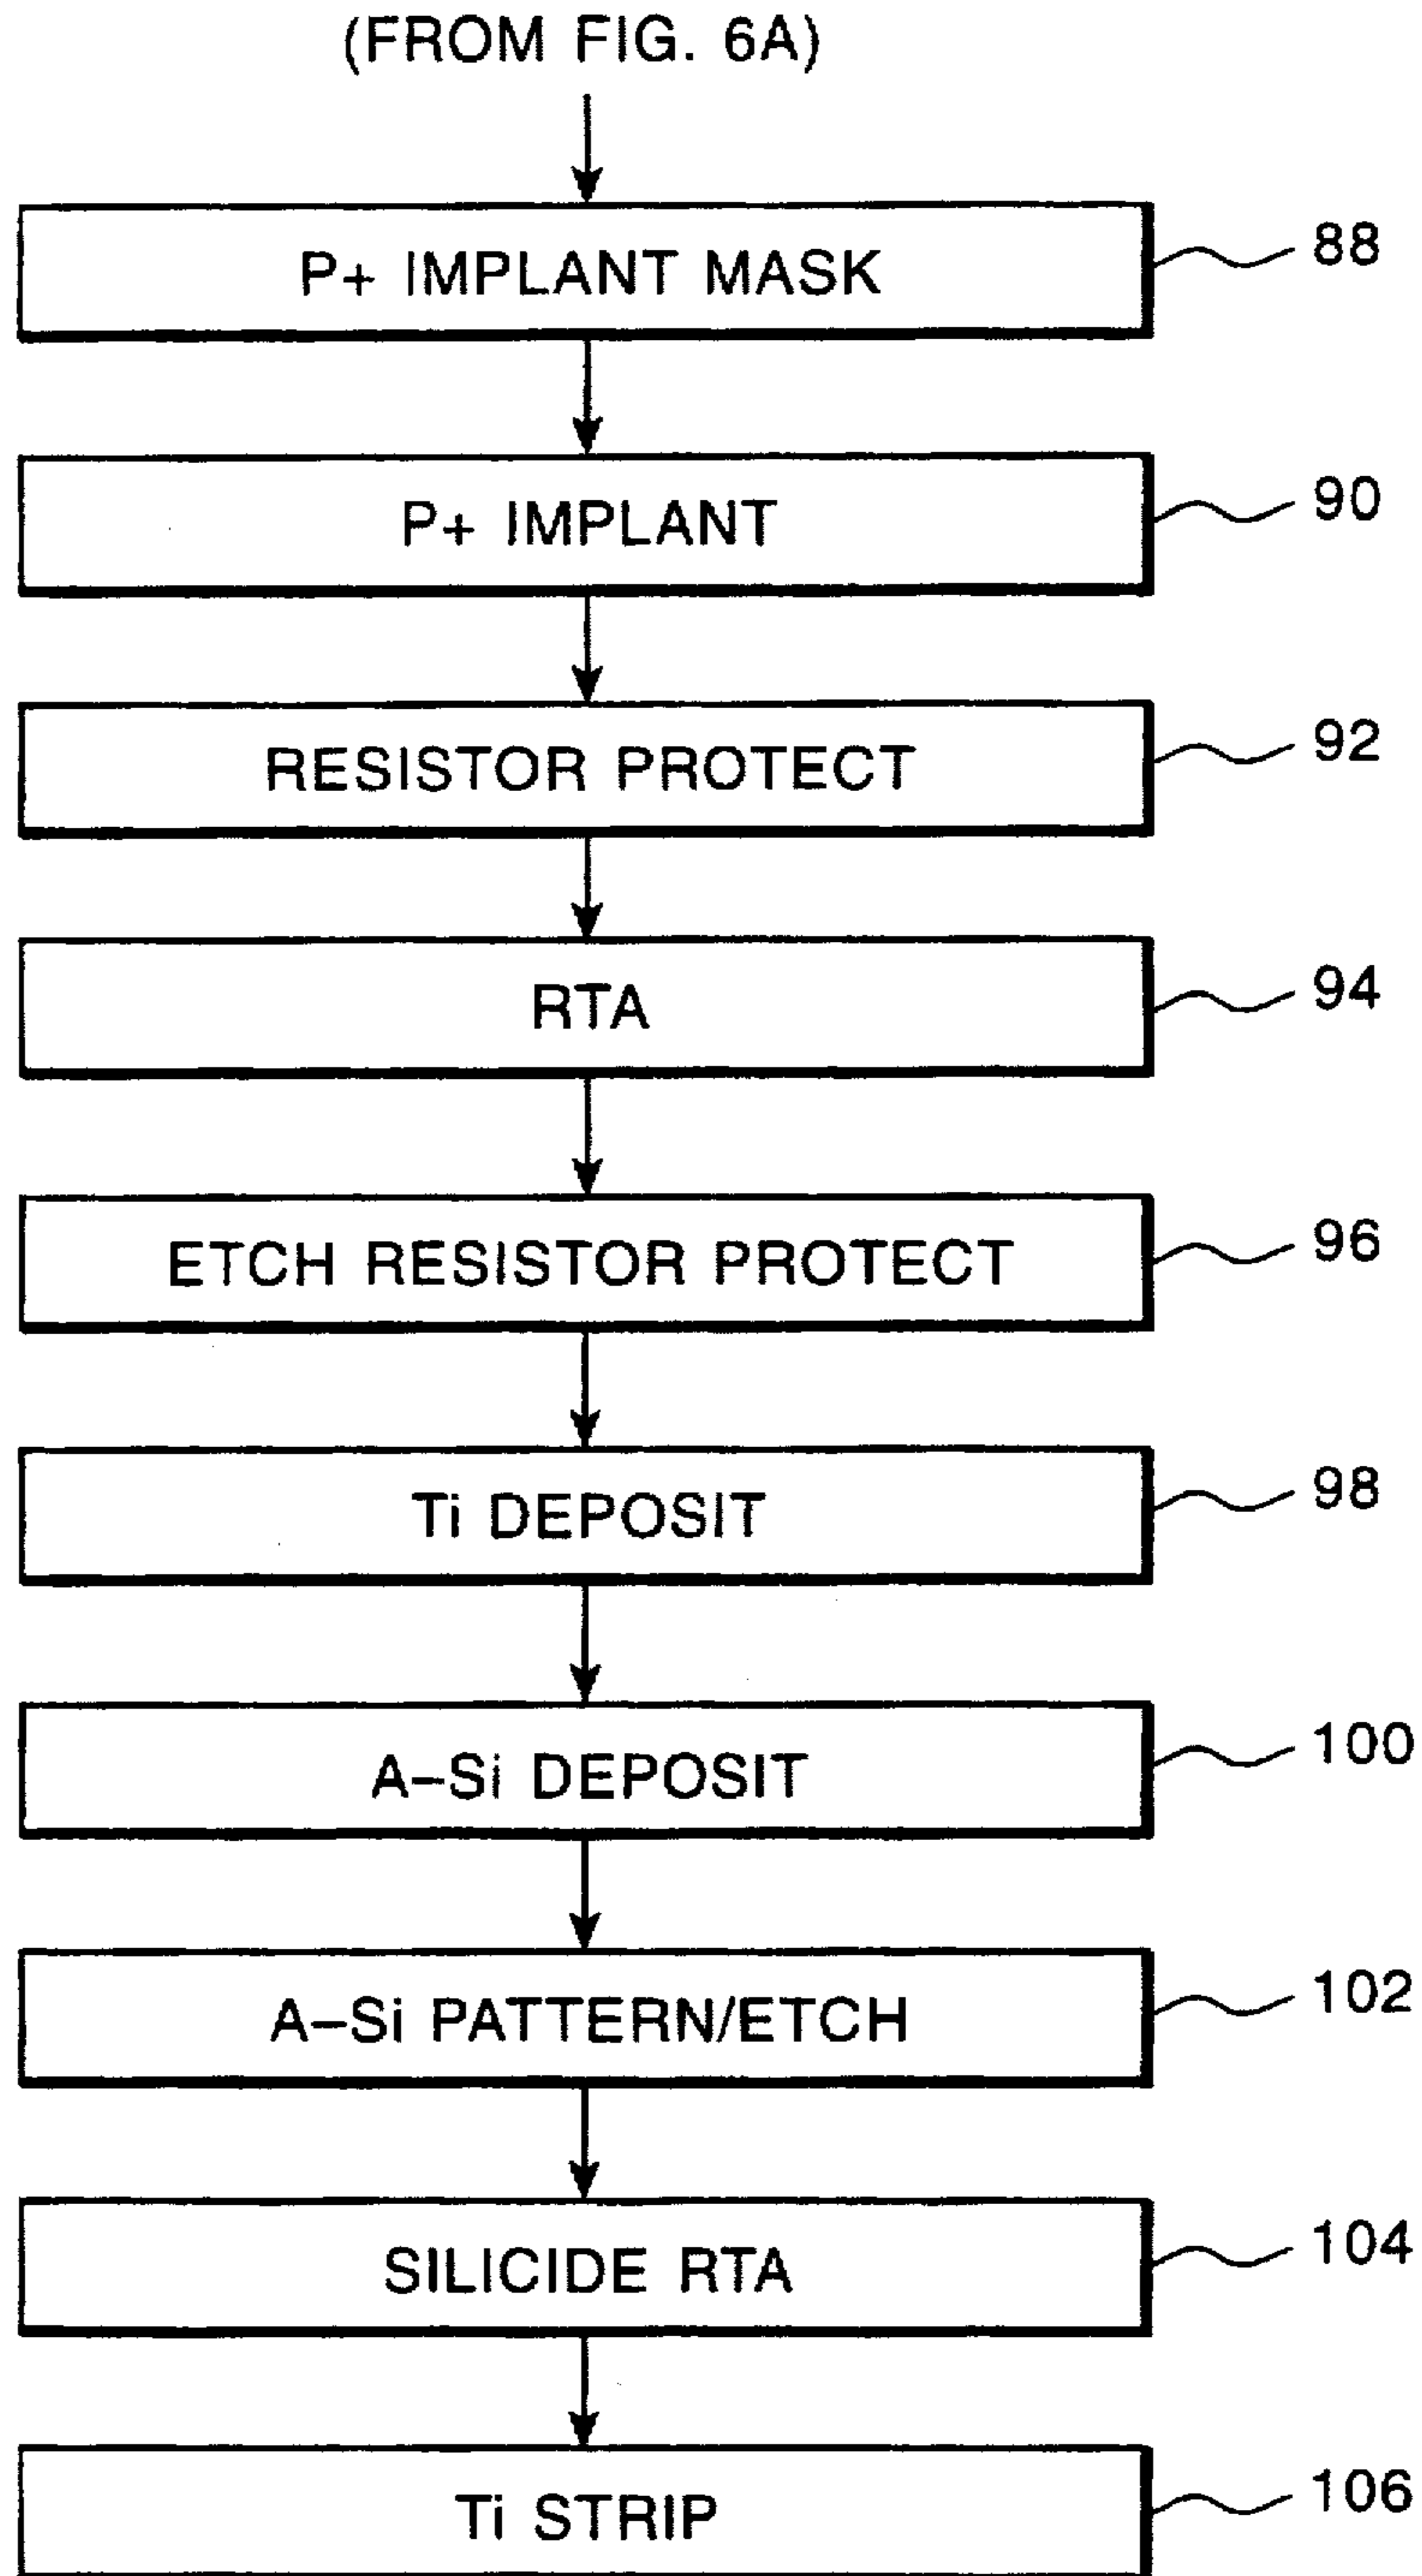 (FROM FIG. 6A)
P+ IMPLANT MASK 88
P+ IMPLANT 90
RESISTOR PROTECT 92
RTA 94
ETCH RESISTOR PROTECT 96
Ti DEPOSIT 98
A–Si DEPOSIT 100
A–Si PATTERN/ETCH 102
SILICIDE RTA 104
Ti STRIP 106